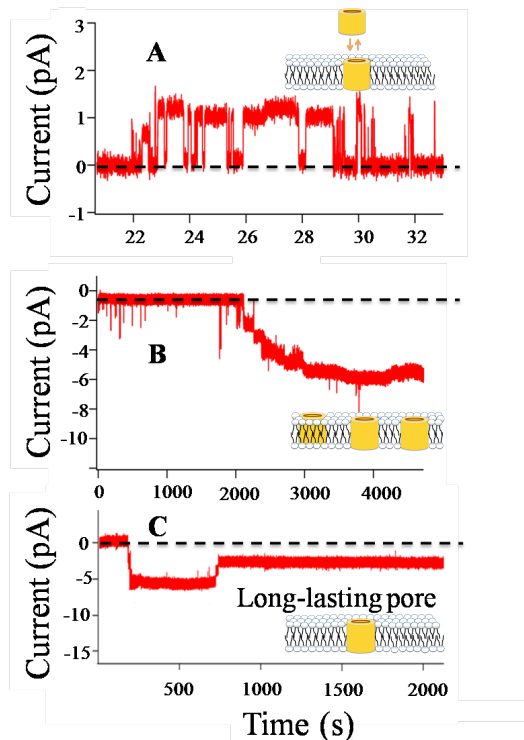 3
A
2
1
0
-1
Current (pA)
22 24 26 28 30 32
0
-2
-4
B
-6
-8
-10
Current (pA)
0 1000 2000 3000 4000
C
0
-5
-10
Long-lasting pore
-15
Current (pA)
500 1000 1500 2000
Time (s)